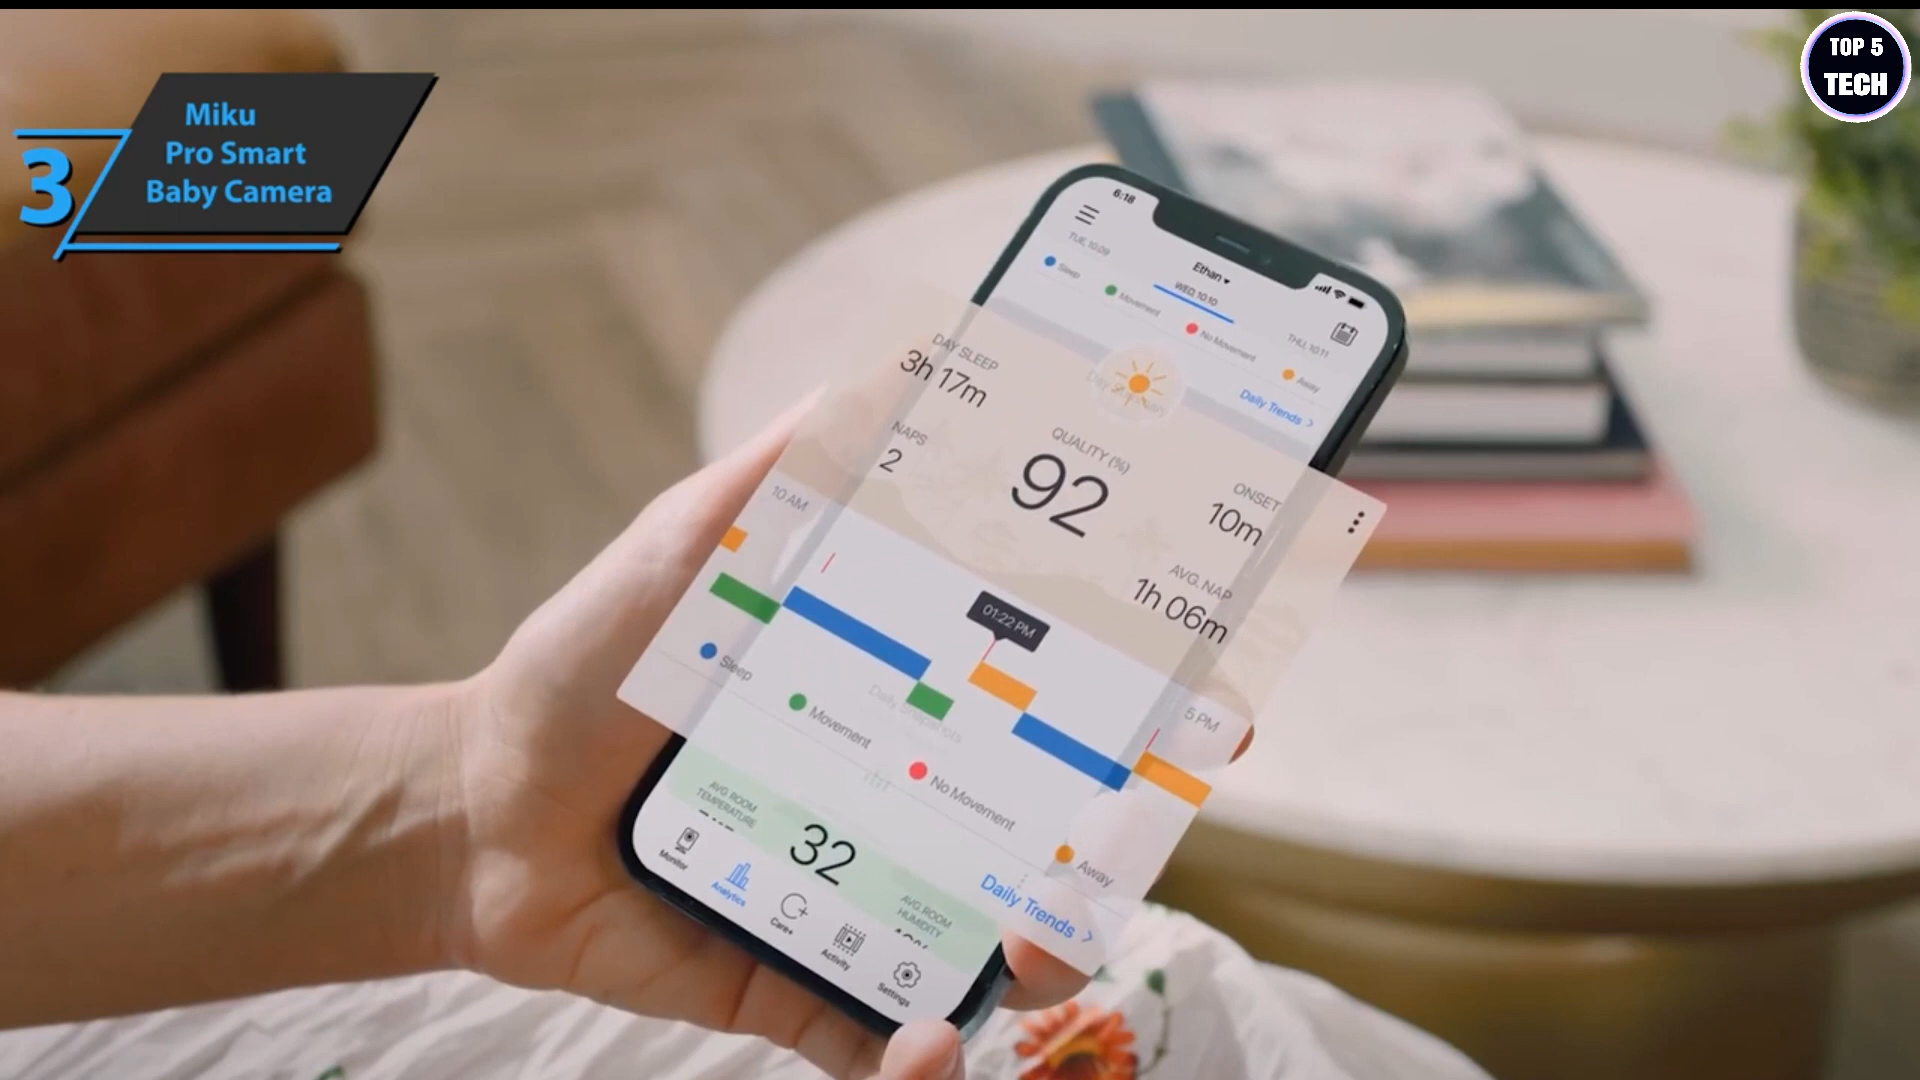 TOP 5
TECH
3
Miku
Pro Smart
Baby Camera
6:18
TUE, 10.09
Ethan
WED, 10.10
THU, 10.11
Sleep
Movement
No Movement
Away
Daily Trends >
DAY SLEEP
3h 17m
NAPS
2
QUALITY (%)
92
ONSET
10m
AVG. NAP
1h 06m
10 AM
01:22 PM
5 PM
Sleep
Movement
No Movement
Away
Daily Snapshots
Daily Trends >
AVG ROOM
TEMPERATURE
32
AVG. ROOM
HUMIDITY
Monitor
Analytics
Care+
Activity
Settings